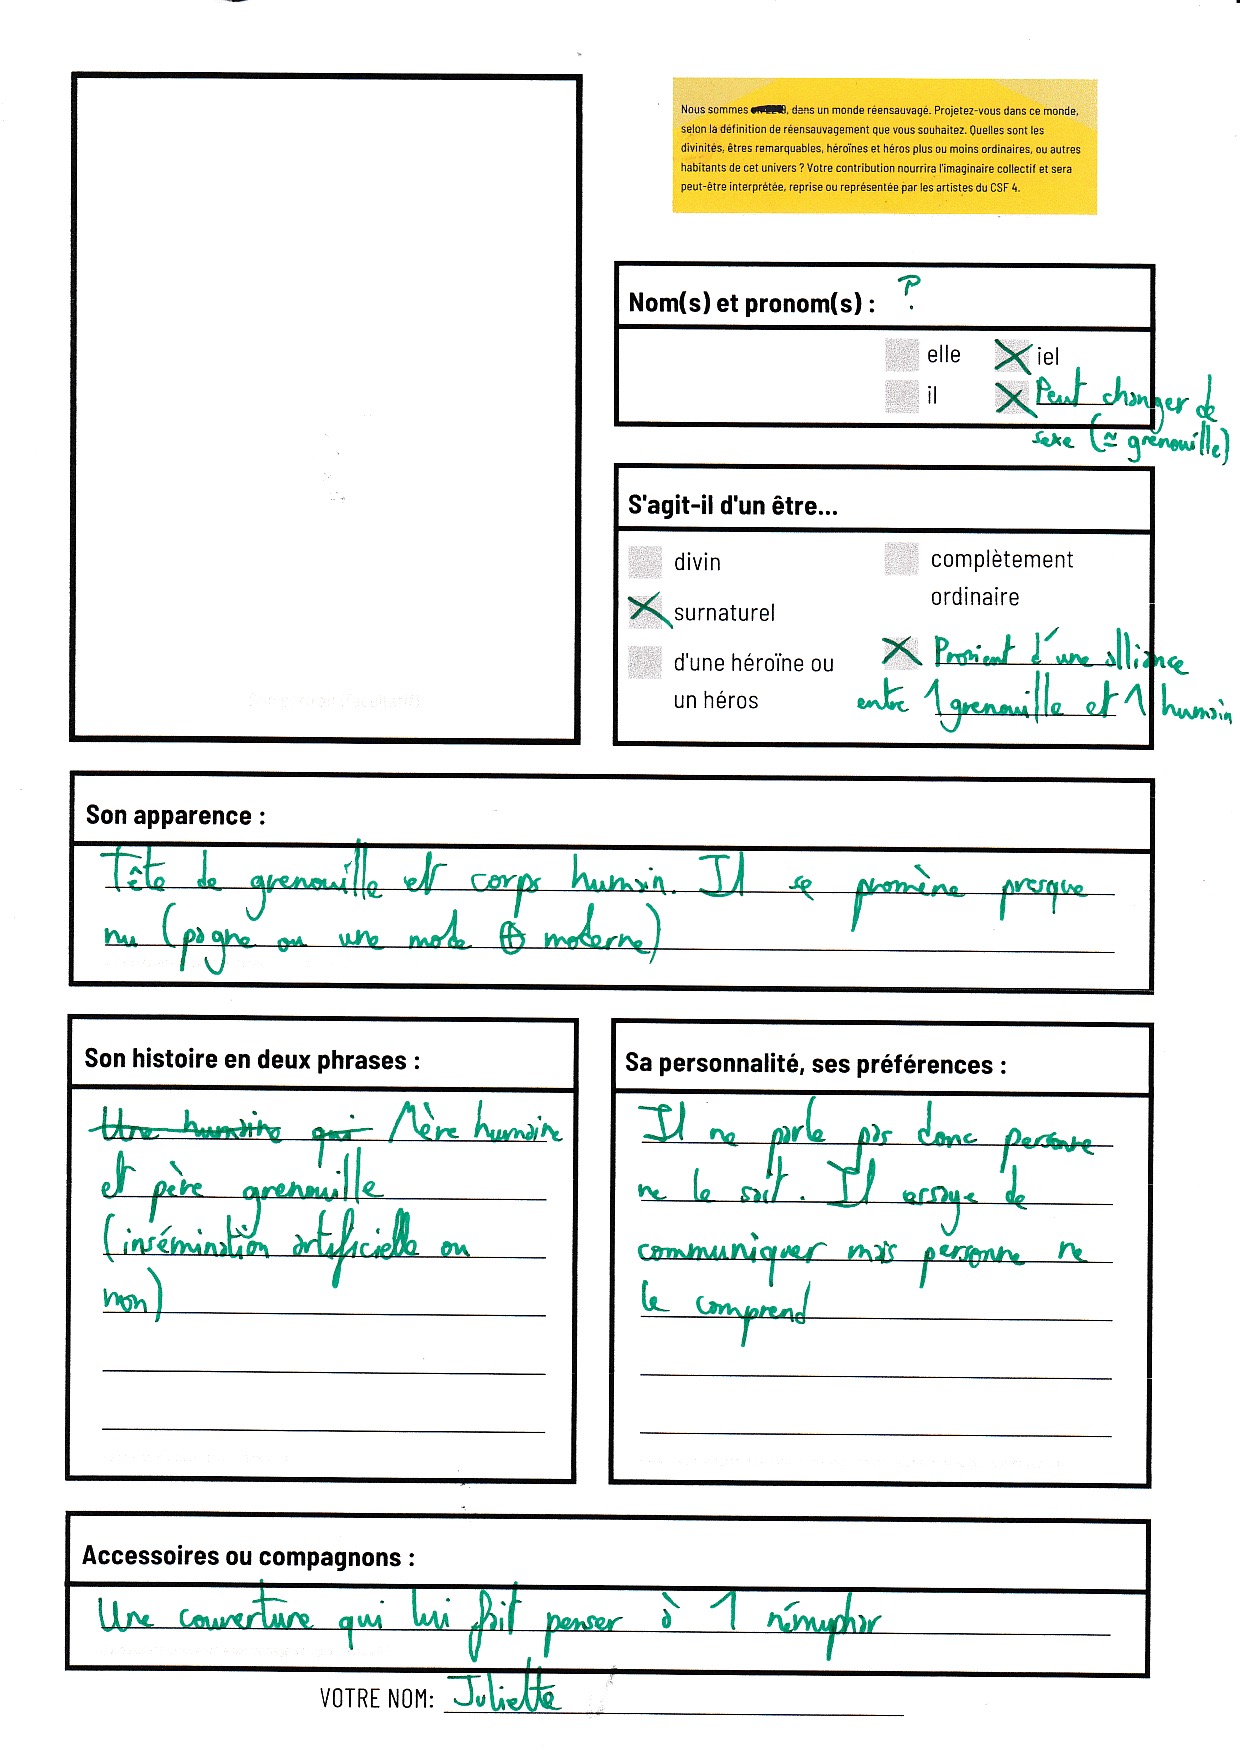 Nous sommes , dans un monde réensauvagé. Projetez-vous dans ce monde,
selon la définition de réensauvagement que vous souhaitez. Quelles sont les
divinités, êtres remarquables, héroïnes et héros plus ou moins ordinaires, ou autres
habitants de cet univers ? Votre contribution nourrira l'imaginaire collectif et sera
peut-être interprétée, reprise ou représentée par les artistes du CSF 4.
Nom(s) et pronom(s) : ?
elle
iel
il
Peut changer de
sexe (≃ grenouille)
S'agit-il d'un être...
divin
complètement
ordinaire
surnaturel
d'une héroïne ou
un héros
Provient d'une alliance
entre 1 grenouille et 1 humain
Son apparence :
Tête de grenouille et corps humain. Il se promène presque
nu (pagne ou une mode ⊕ moderne)
Son histoire en deux phrases :
Une humaine qui Mère humaine
et père grenouille
(insémination artificielle ou
non)
Sa personnalité, ses préférences :
Il ne parle pas donc personne
ne le sait. Il essaye de
communiquer mais personne ne
le comprend
Accessoires ou compagnons :
Une couverture qui lui fait penser à 1 némuphar
VOTRE NOM: Juliette